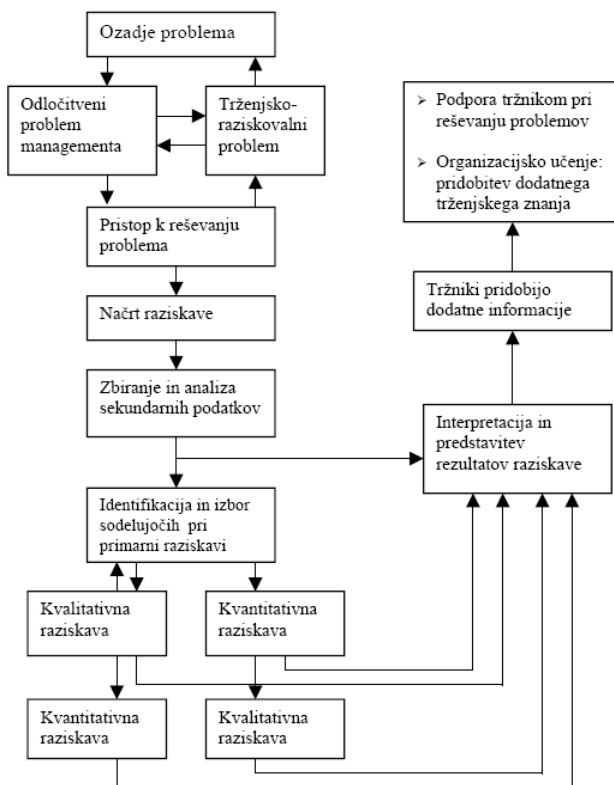 Ozadje problema
Odločitveni
problem
managementa
Trženjsko-
raziskovalni
problem
Pristop k reševanju
problema
Načrt raziskave
Zbiranje in analiza
sekundarnih podatkov
Identifikacija in izbor
sodelujočih pri
primarni raziskavi
Kvalitativna
raziskava
Kvantitativna
raziskava
Kvantitativna
raziskava
Kvalitativna
raziskava
➢ Podpora tržnikom pri
reševanju problemov
➢ Organizacijsko učenje:
pridobitev dodatnega
trženjskega znanja
Tržniki pridobijo
dodatne informacije
Interpretacija in
predstavitev
rezultatov raziskave